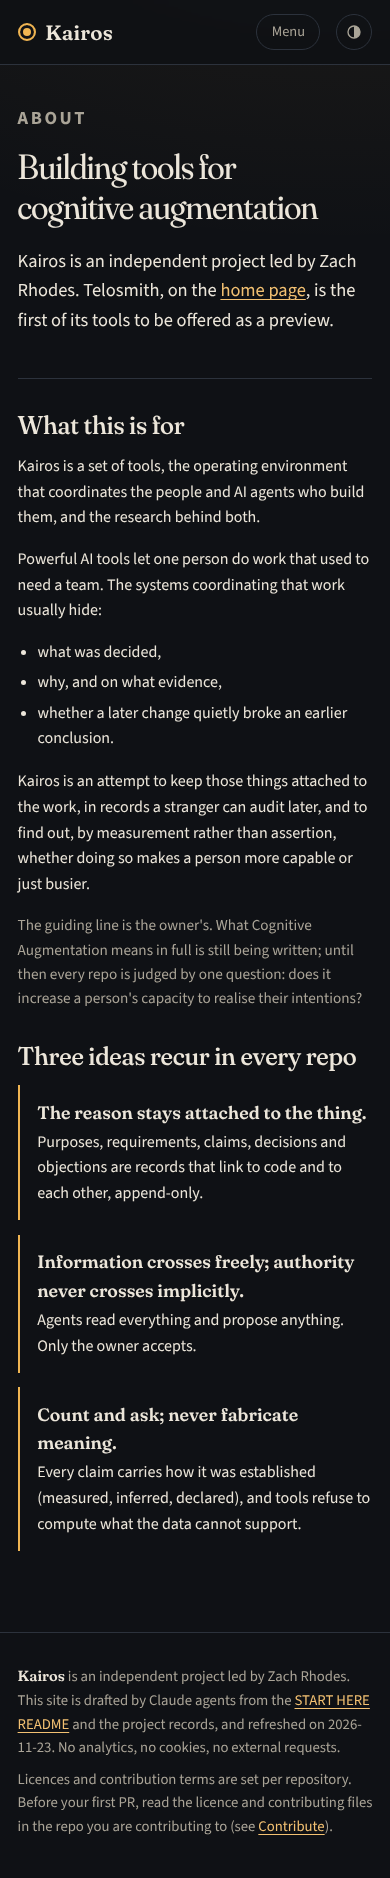 Kairos
Menu
ABOUT
Building tools for
cognitive augmentation
Kairos is an independent project led by Zach
Rhodes. Telosmith, on the home page, is the
first of its tools to be offered as a preview.
What this is for
Kairos is a set of tools, the operating environment
that coordinates the people and AI agents who build
them, and the research behind both.
Powerful AI tools let one person do work that used to
need a team. The systems coordinating that work
usually hide:
• what was decided,
• why, and on what evidence,
• whether a later change quietly broke an earlier
conclusion.
Kairos is an attempt to keep those things attached to
the work, in records a stranger can audit later, and to
find out, by measurement rather than assertion,
whether doing so makes a person more capable or
just busier.
The guiding line is the owner's. What Cognitive
Augmentation means in full is still being written; until
then every repo is judged by one question: does it
increase a person's capacity to realise their intentions?
Three ideas recur in every repo
The reason stays attached to the thing.
Purposes, requirements, claims, decisions and
objections are records that link to code and to
each other, append-only.
Information crosses freely; authority
never crosses implicitly.
Agents read everything and propose anything.
Only the owner accepts.
Count and ask; never fabricate
meaning.
Every claim carries how it was established
(measured, inferred, declared), and tools refuse to
compute what the data cannot support.
Kairos is an independent project led by Zach Rhodes.
This site is drafted by Claude agents from the START HERE
README and the project records, and refreshed on 2026-
11-23. No analytics, no cookies, no external requests.
Licences and contribution terms are set per repository.
Before your first PR, read the licence and contributing files
in the repo you are contributing to (see Contribute).